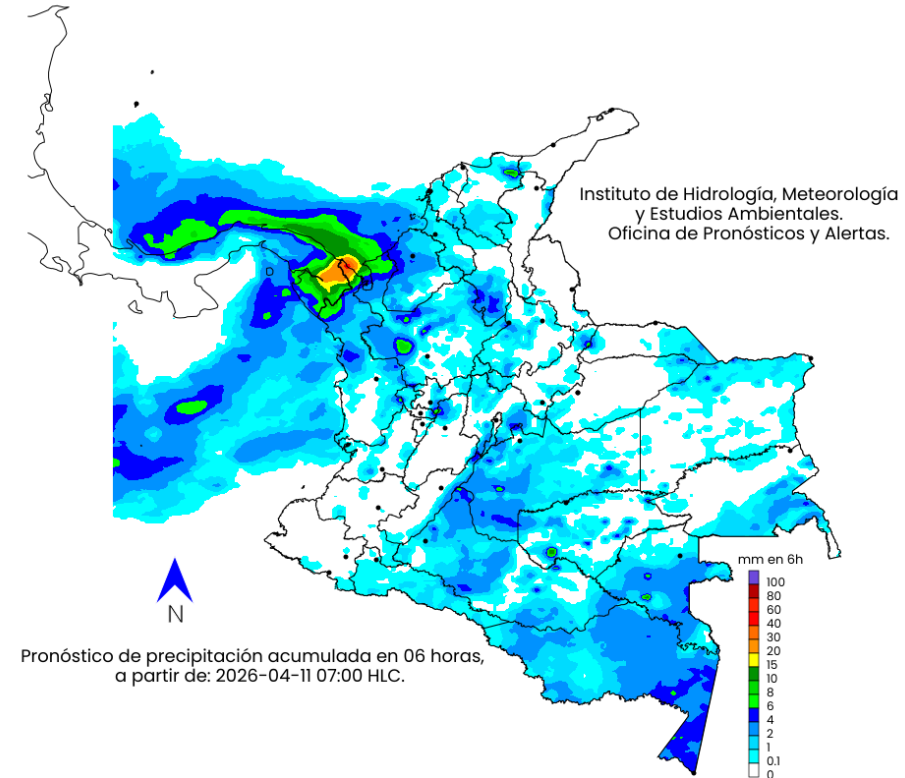 Instituto de Hidrología, Meteorología
y Estudios Ambientales.
Oficina de Pronósticos y Alertas.
mm en 6h
100
80
60
40
30
20
15
10
8
6
4
2
1
0.1
0
N
Pronóstico de precipitación acumulada en 06 horas,
a partir de: 2026-04-11 07:00 HLC.